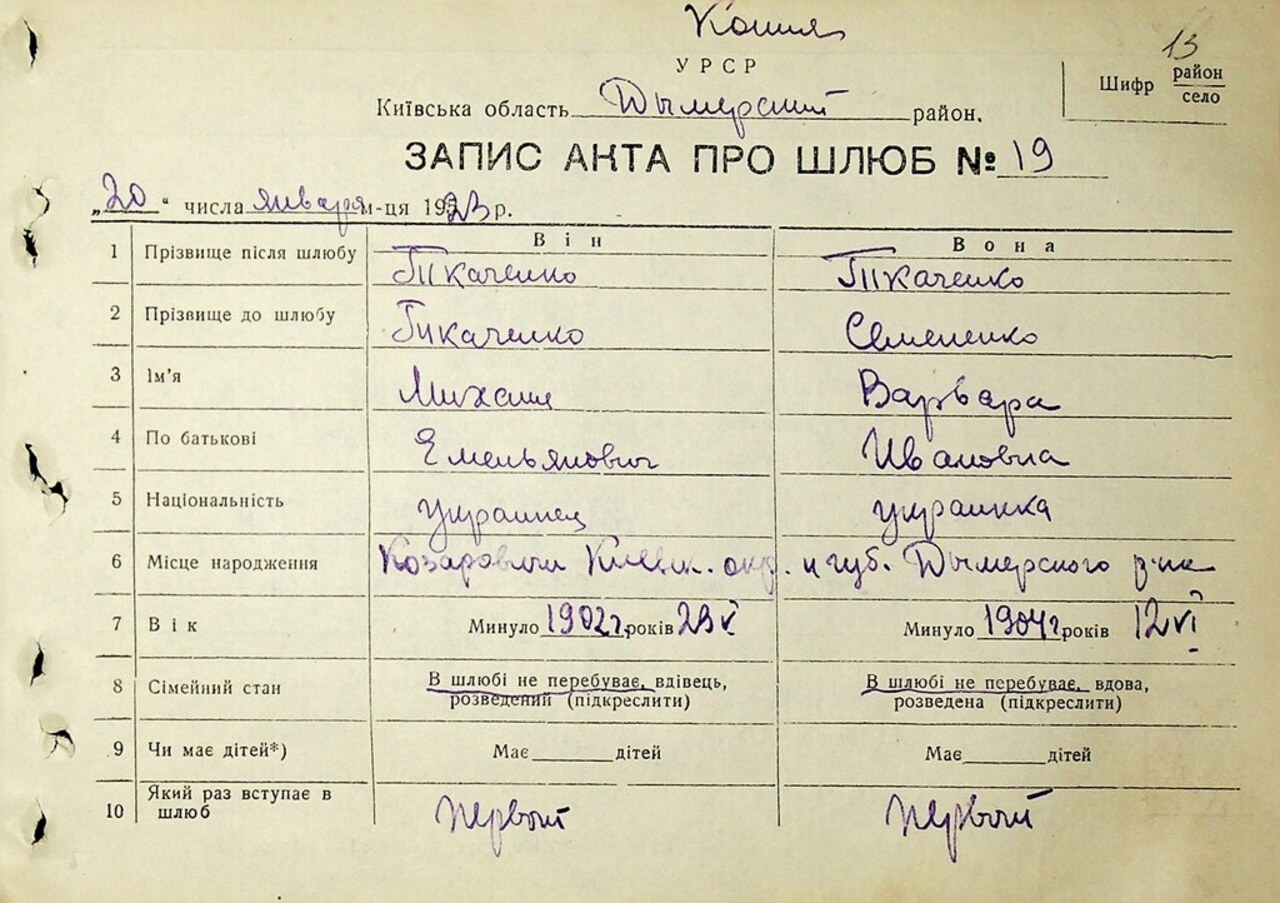 Копия
13
УРСР
Шифр район село
Київська область Дымерский район.
ЗАПИС АКТА ПРО ШЛЮБ № 19
„20“ числа января м-ця 1923 р.
Він Вона
1 Прізвище після шлюбу Ткаченко Ткаченко
2 Прізвище до шлюбу Ткаченко Семененко
3 Ім'я Михаил Варвара
4 По батькові Емельянович Ивановна
5 Національність украинец украинка
6 Місце народження Козаровичи Киевск. окр. и губ. Дымерского р-на
7 Вік Минуло 1902 г. років 23 V Минуло 1904 г. років 12 VI
8 Сімейний стан В шлюбі не перебуває, вдівець, розведений (підкреслити) В шлюбі не перебуває, вдова, розведена (підкреслити)
9 Чи має дітей*) Має дітей Має дітей
10 Який раз вступає в шлюб первый первый